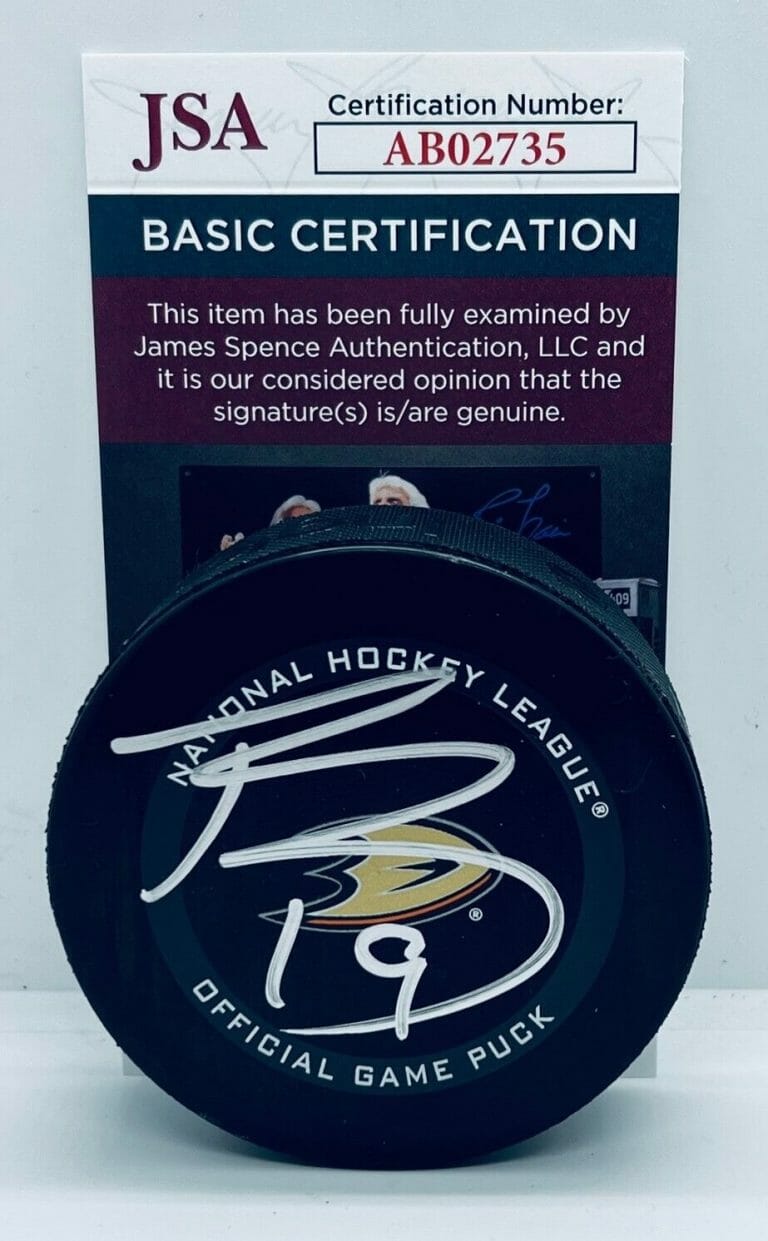 JSA
Certification Number:
AB02735
BASIC CERTIFICATION
This item has been fully examined by
James Spence Authentication, LLC and
it is our considered opinion that the
signature(s) is/are genuine.
409
NATIONAL HOCKEY LEAGUE®
19
®
OFFICIAL GAME PUCK